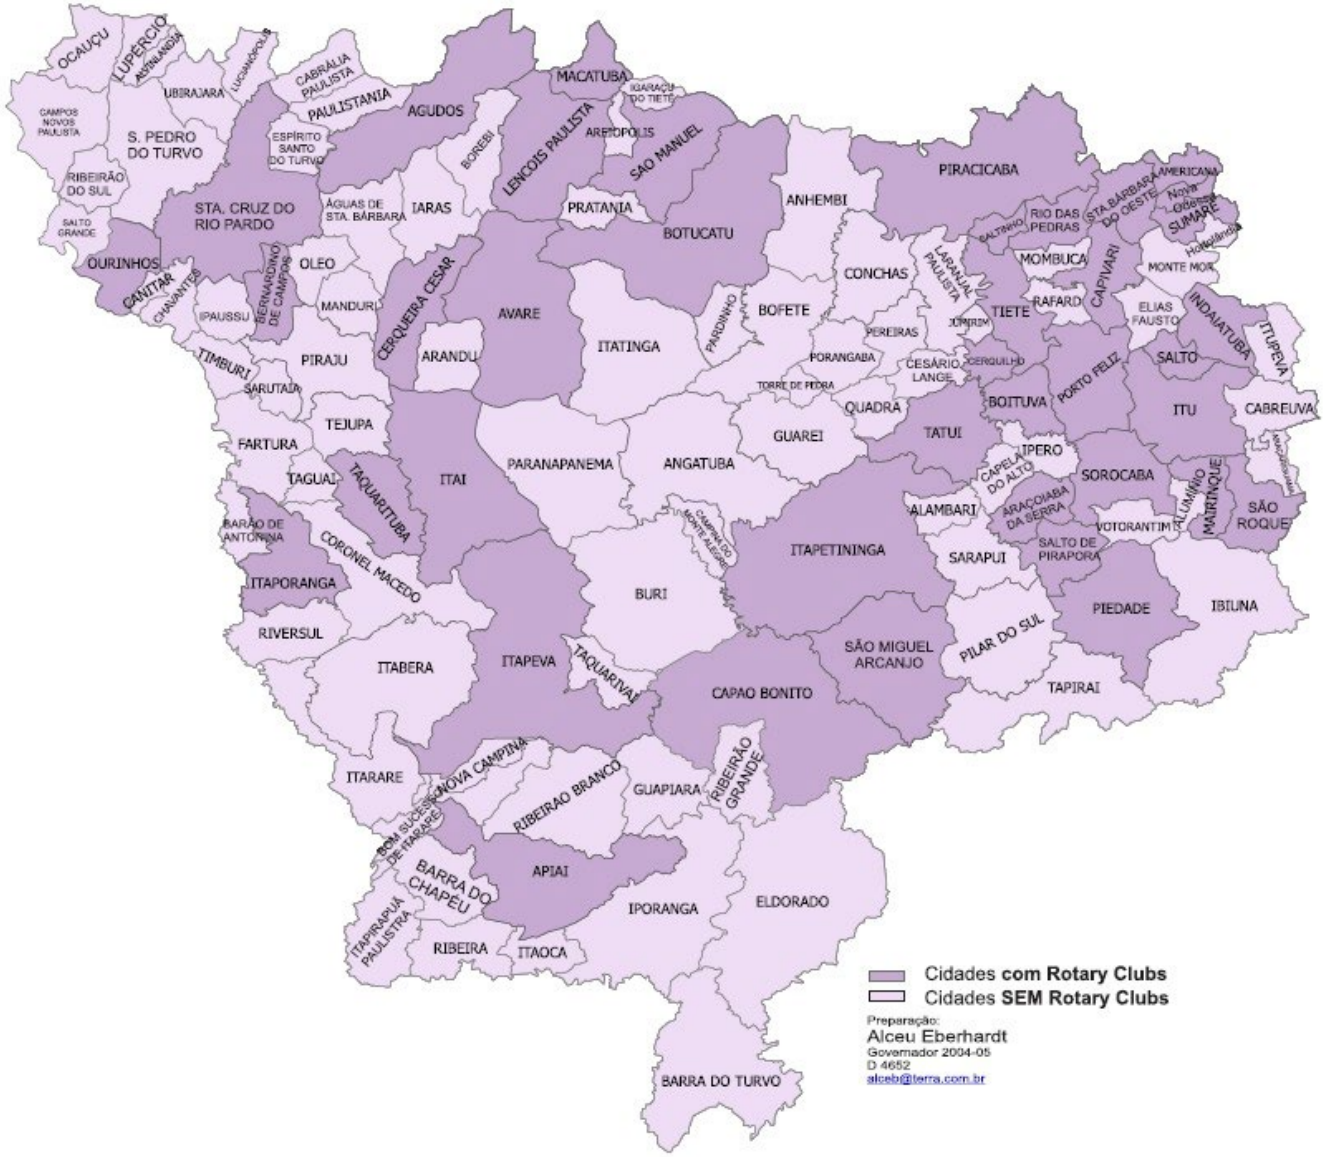 OCAUÇU
LUPÉRCIO
ALVINLANDIA
LUCIANÓPOLIS
UBIRAJARA
CABRÁLIA
PAULISTA
PAULISTANIA
AGUDOS
MACATUBA
IGARAÇU
DO TIETE
CAMPOS
NOVOS
PAULISTA
S. PEDRO
DO TURVO
ESPÍRITO
SANTO
DO TURVO
BOREBI
LENCOIS PAULISTA
AREIOPOLIS
SAO MANUEL
RIBEIRÃO
DO SUL
PIRACICABA
AMERICANA
STA. BÁRBARA
DO OESTE
Nova
Odessa
SUMARE
Hortolândia
SALTO
GRANDE
STA. CRUZ DO
RIO PARDO
ÁGUAS DE
STA. BÁRBARA
IARAS
PRATANIA
BOTUCATU
ANHEMBI
SALTINHO
RIO DAS
PEDRAS
OURINHOS
CANITAR
CHAVANTES
BERNARDINO
DE CAMPOS
OLEO
CERQUEIRA CESAR
CONCHAS
LARANJAL
PAULISTA
MOMBUCA
CAPIVARI
MONTE MOR
IPAUSSU
MANDURI
AVARE
ITATINGA
PARDINHO
BOFETE
PEREIRAS
JUMIRIM
TIETE
RAFARD
ELIAS
FAUSTO
INDAIATUBA
ITUPEVA
TIMBURI
PIRAJU
ARANDU
PORANGABA
CESÁRIO
LANGE
CERQUILHO
PORTO FELIZ
SALTO
SARUTAIA
TORRE DE PEDRA
QUADRA
BOITUVA
ITU
CABREUVA
TEJUPA
FARTURA
GUAREI
TATUI
IPERO
CAPELA
DO ALTO
SOROCABA
TAGUAI
TAQUARITUBA
ITAI
PARANAPANEMA
ANGATUBA
ALUMÍNIO
MAIRINQUE
SÃO
ROQUE
BARÃO DE
ANTONINA
CORONEL MACEDO
CAMPINA DO
MONTE ALEGRE
ALAMBARI
ARAÇOIABA
DA SERRA
VOTORANTIM
ITAPETININGA
SARAPUI
SALTO DE
PIRAPORA
ITAPORANGA
BURI
PIEDADE
IBIUNA
RIVERSUL
ITABERA
ITAPEVA
TAQUARIVAI
SÃO MIGUEL
ARCANJO
PILAR DO SUL
CAPAO BONITO
TAPIRAI
ITARARE
NOVA CAMPINA
RIBEIRAO BRANCO
GUAPIARA
RIBEIRÃO
GRANDE
BOM SUCESSO
DE ITARARÉ
BARRA DO
CHAPÉU
APIAI
IPORANGA
ELDORADO
ITAPIRAPUÃ
PAULISTRA
RIBEIRA
ITAOCA
BARRA DO TURVO
Cidades com Rotary Clubs
Cidades SEM Rotary Clubs
Preparação:
Alceu Eberhardt
Governador 2004-05
D 4652
alceb@terra.com.br